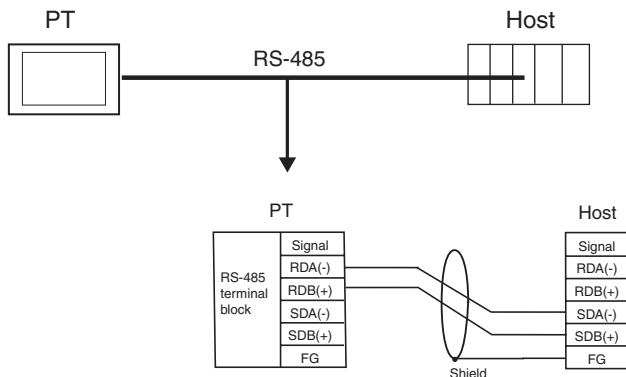 PT
Host
RS-485
PT
Host
Signal
RDA(-)
RDB(+)
SDA(-)
SDB(+)
FG
RS-485
terminal
block
Signal
RDA(-)
RDB(+)
SDA(-)
SDB(+)
FG
Shield